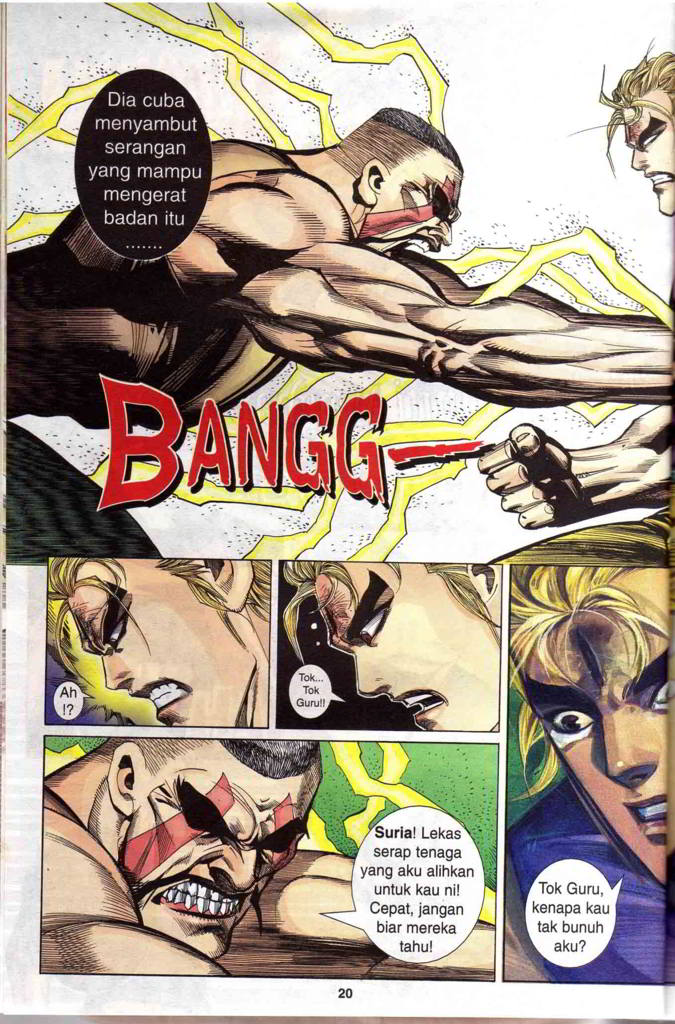 Dia cuba
menyambut
serangan
yang mampu
mengerat
badan itu
.......
BANGG—
Ah
!?
Tok...
Tok
Guru!!
Suria! Lekas
serap tenaga
yang aku alihkan
untuk kau ni!
Cepat, jangan
biar mereka
tahu!
Tok Guru,
kenapa kau
tak bunuh
aku?
20